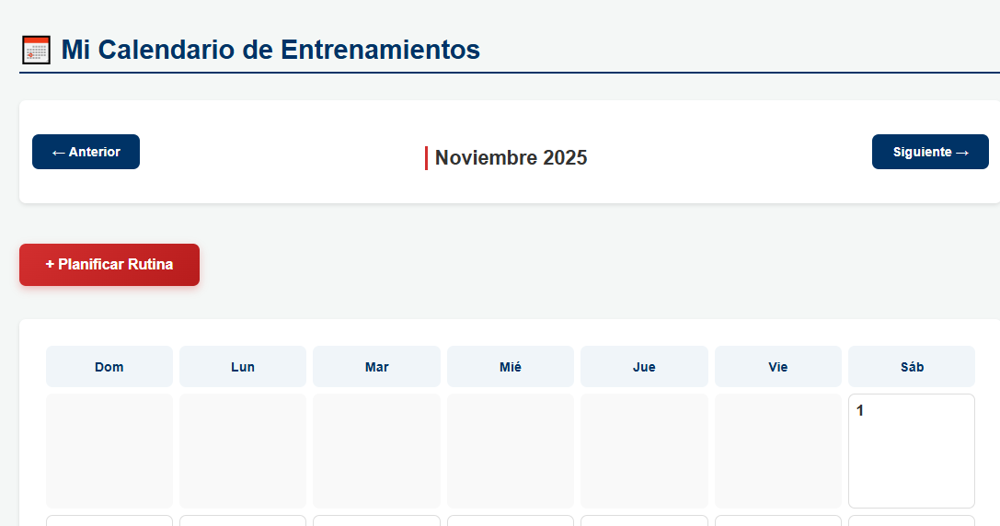 Mi Calendario de Entrenamientos
← Anterior
Noviembre 2025
Siguiente →
+ Planificar Rutina
Dom Lun Mar Mié Jue Vie Sáb
1